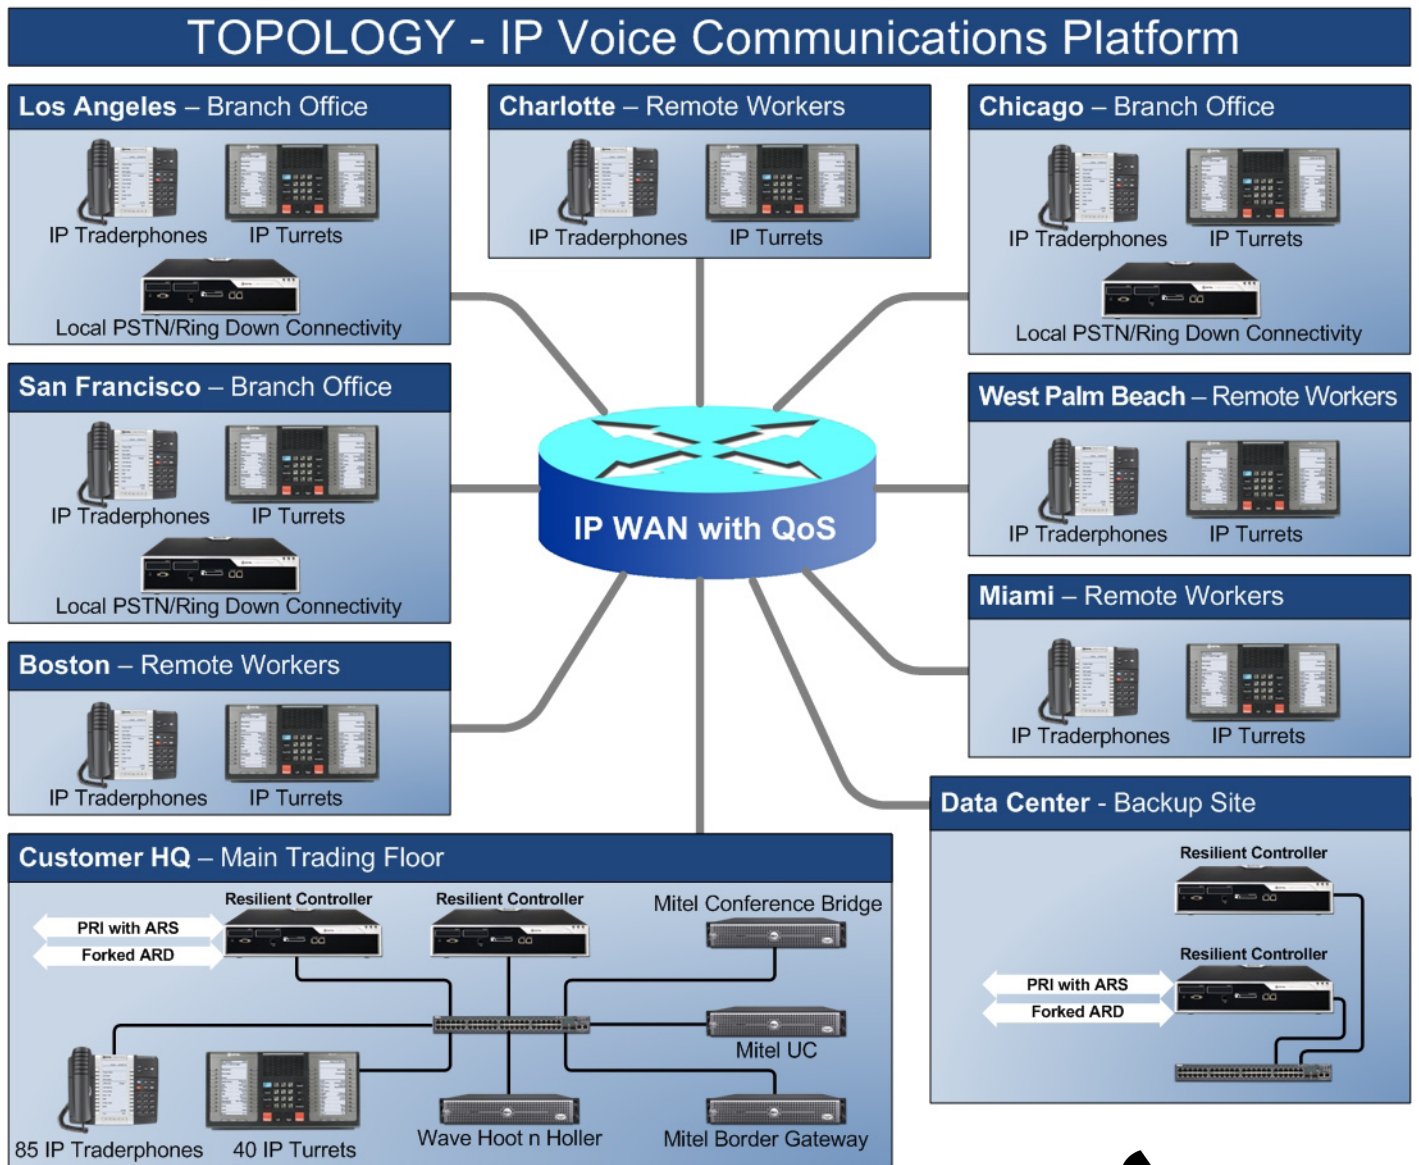 TOPOLOGY - IP Voice Communications Platform
Los Angeles – Branch Office
IP Traderphones
IP Turrets
Local PSTN/Ring Down Connectivity
Charlotte – Remote Workers
IP Traderphones
IP Turrets
Chicago – Branch Office
IP Traderphones
IP Turrets
Local PSTN/Ring Down Connectivity
San Francisco – Branch Office
IP Traderphones
IP Turrets
Local PSTN/Ring Down Connectivity
IP WAN with QoS
West Palm Beach – Remote Workers
IP Traderphones
IP Turrets
Boston – Remote Workers
IP Traderphones
IP Turrets
Miami – Remote Workers
IP Traderphones
IP Turrets
Customer HQ – Main Trading Floor
Resilient Controller
Resilient Controller
Mitel Conference Bridge
PRI with ARS
Forked ARD
Mitel UC
85 IP Traderphones
40 IP Turrets
Wave Hoot n Holler
Mitel Border Gateway
Data Center - Backup Site
Resilient Controller
Resilient Controller
PRI with ARS
Forked ARD